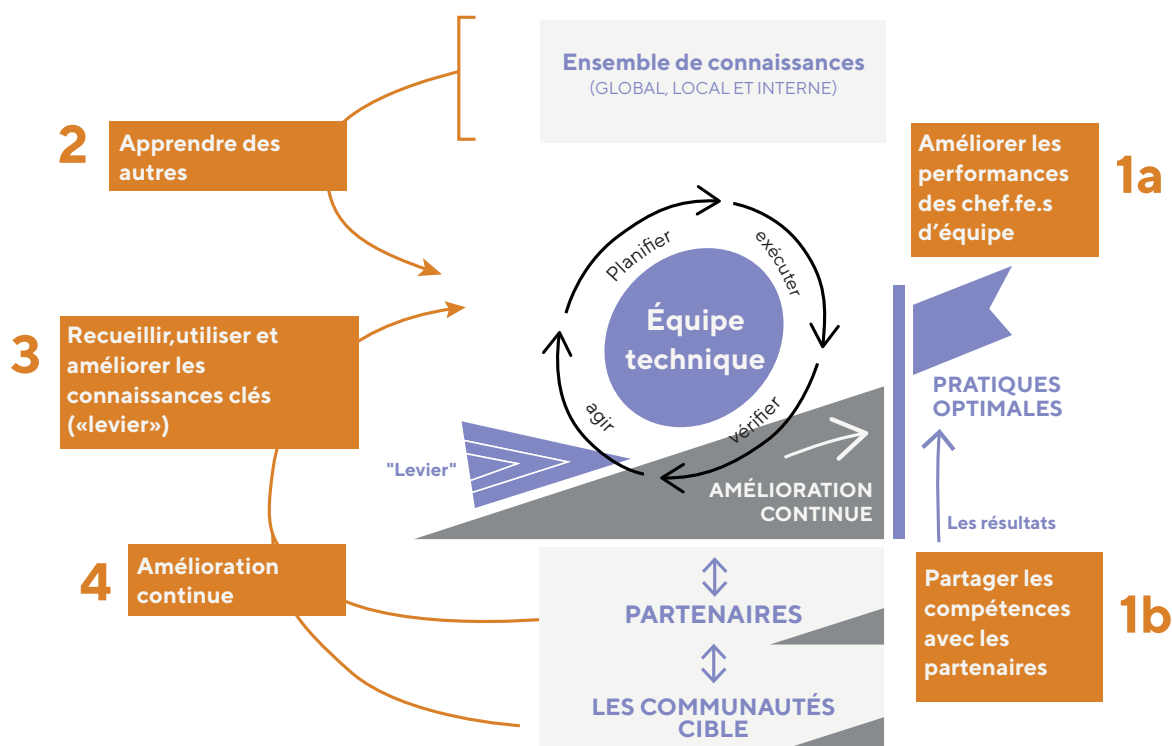 Ensemble de connaissances
(GLOBAL, LOCAL ET INTERNE)
2
Apprendre des
autres
1a
Améliorer les
performances
des chef.fe.s
d'équipe
Planifier
exécuter
vérifier
agir
Équipe
technique
3
Recueillir,utiliser et
améliorer les
connaissances clés
(«levier»)
"Levier"
AMÉLIORATION
CONTINUE
PRATIQUES
OPTIMALES
Les résultats
4
Amélioration
continue
PARTENAIRES
LES COMMUNAUTÉS
CIBLE
1b
Partager les
compétences
avec les
partenaires